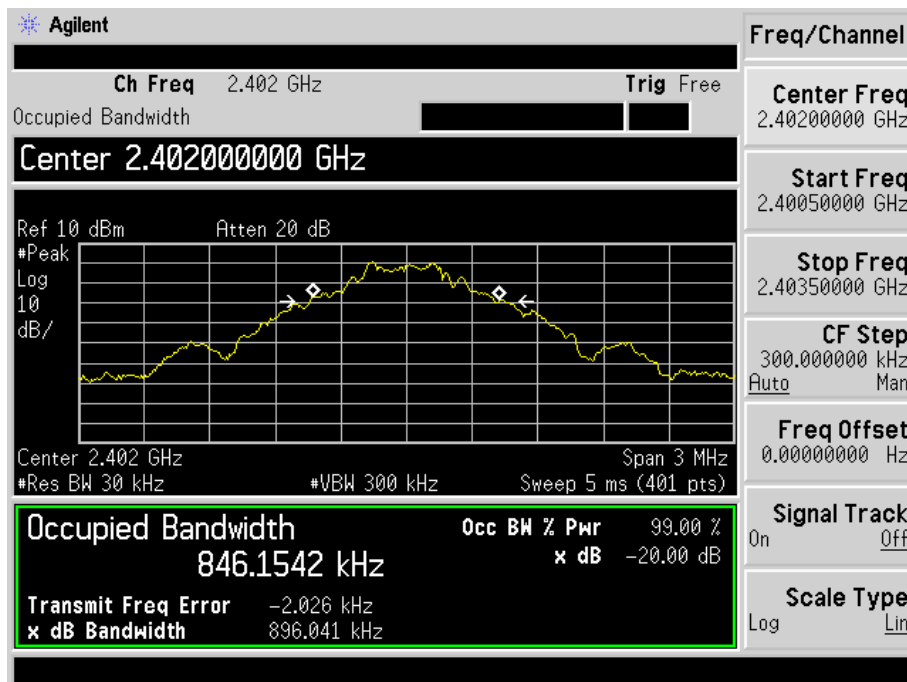 Agilent
Freq/Channel
Ch Freq 2.402 GHz Trig Free
Occupied Bandwidth
Center 2.402000000 GHz
Ref 10 dBm Atten 20 dB
#Peak
Log
10
dB/
Center 2.402 GHz Span 3 MHz
#Res BW 30 kHz #VBW 300 kHz Sweep 5 ms (401 pts)
Occupied Bandwidth
846.1542 kHz
Occ BW % Pwr 99.00 %
x dB -20.00 dB
Transmit Freq Error -2.026 kHz
x dB Bandwidth 896.041 kHz
Center Freq
2.40200000 GHz
Start Freq
2.40050000 GHz
Stop Freq
2.40350000 GHz
CF Step
300.000000 kHz
Auto Man
Freq Offset
0.00000000 Hz
Signal Track
On Off
Scale Type
Log Lin